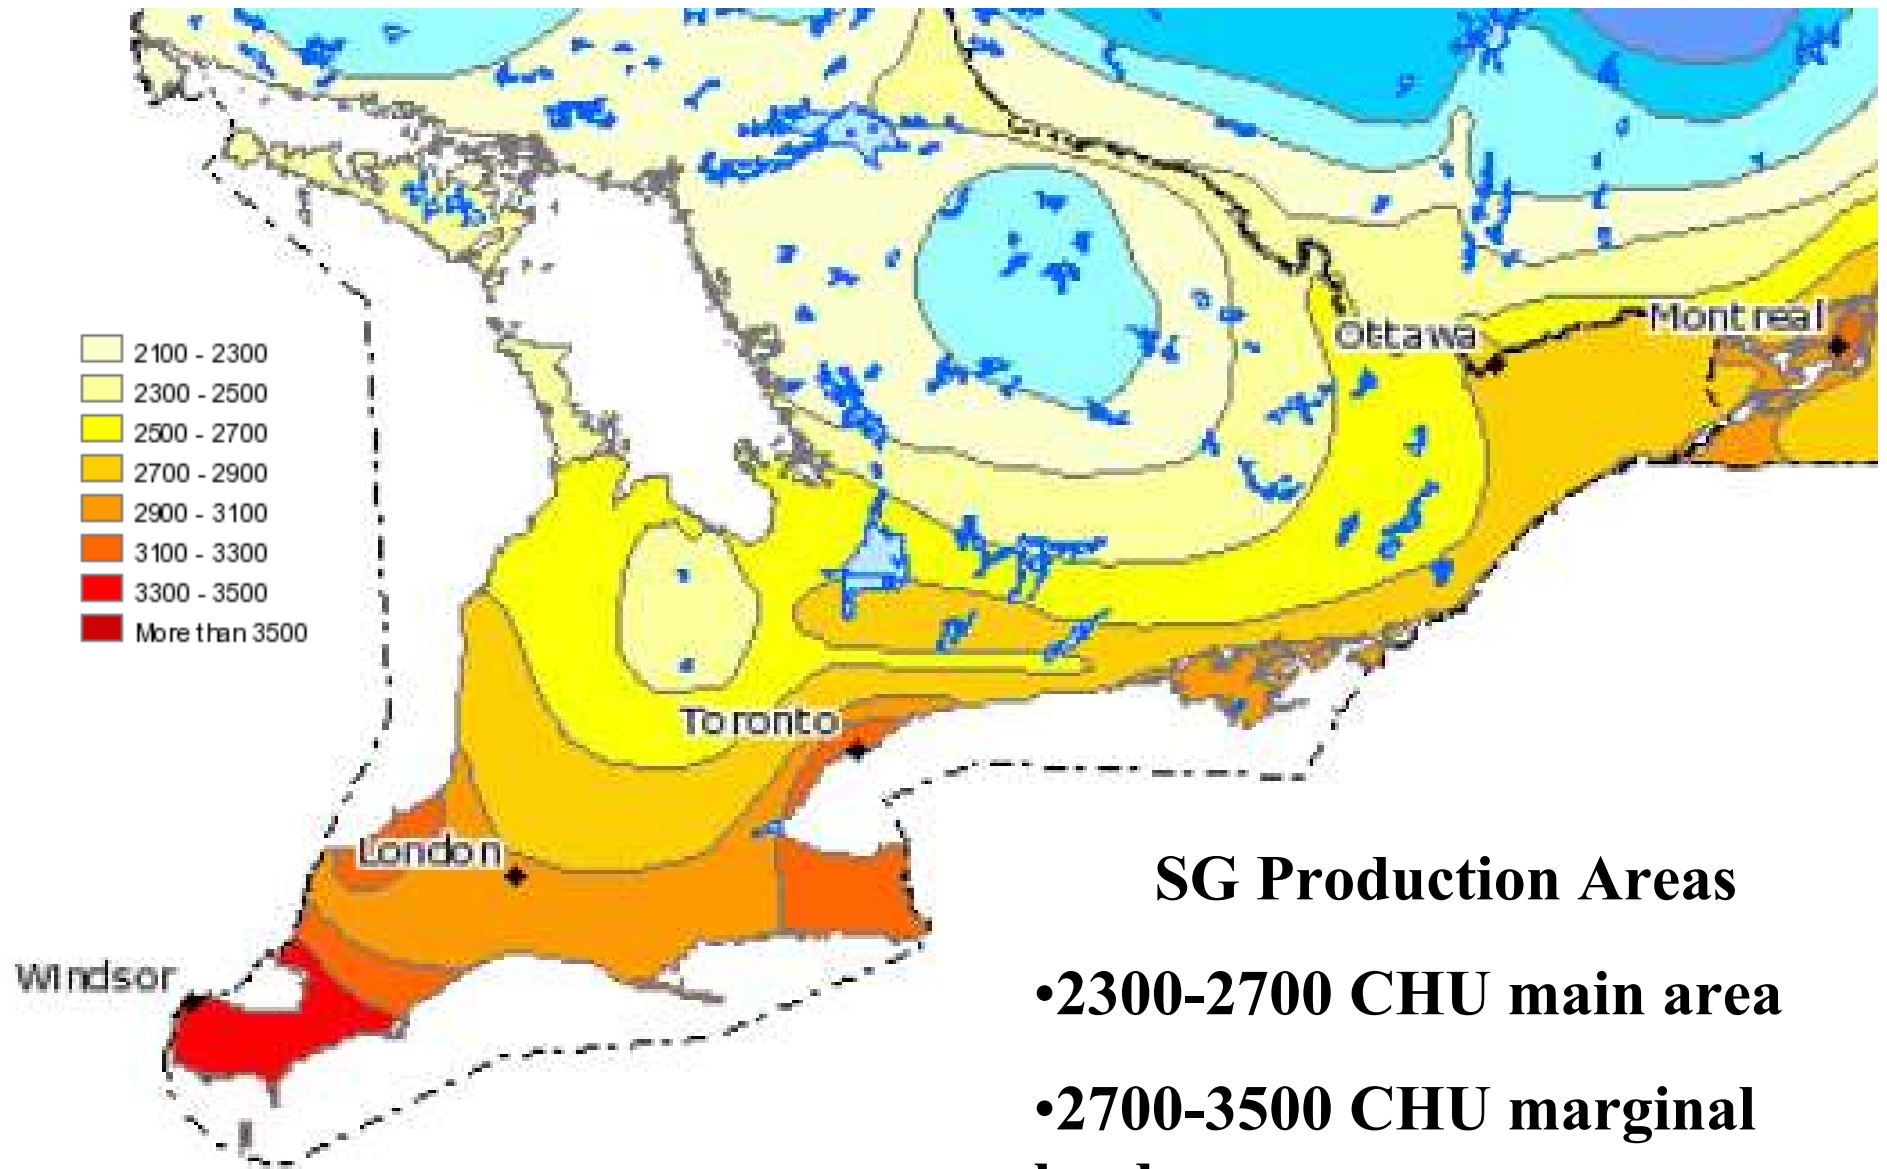 Montreal
Ottawa
2100 - 2300
2300 - 2500
2500 - 2700
2700 - 2900
2900 - 3100
3100 - 3300
3300 - 3500
More than 3500
Toronto
London
Windsor
SG Production Areas
•2300-2700 CHU main area
•2700-3500 CHU marginal